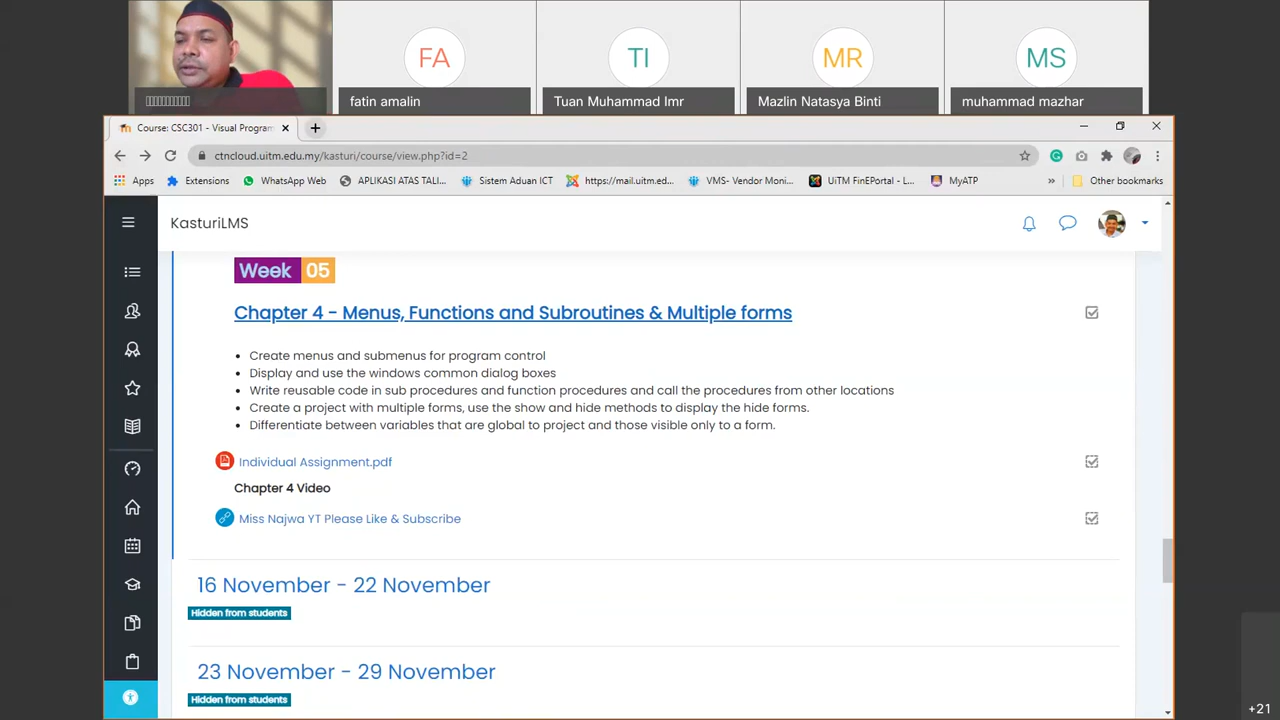 FA
TI
MR
MS
fatin amalin
Tuan Muhammad Imr
Mazlin Natasya Binti
muhammad mazhar
Course: CSC301 - Visual Program
ctncloud.uitm.edu.my/kasturi/course/view.php?id=2
Apps
Extensions
WhatsApp Web
APLIKASI ATAS TALI...
Sistem Aduan ICT
https://mail.uitm.ed...
VMS- Vendor Moni...
UiTM FinEPortal - L...
MyATP
»
Other bookmarks
KasturiLMS
Week 05
Chapter 4 - Menus, Functions and Subroutines & Multiple forms
• Create menus and submenus for program control
• Display and use the windows common dialog boxes
• Write reusable code in sub procedures and function procedures and call the procedures from other locations
• Create a project with multiple forms, use the show and hide methods to display the hide forms.
• Differentiate between variables that are global to project and those visible only to a form.
Individual Assignment.pdf
Chapter 4 Video
Miss Najwa YT Please Like & Subscribe
16 November - 22 November
Hidden from students
23 November - 29 November
Hidden from students
+21